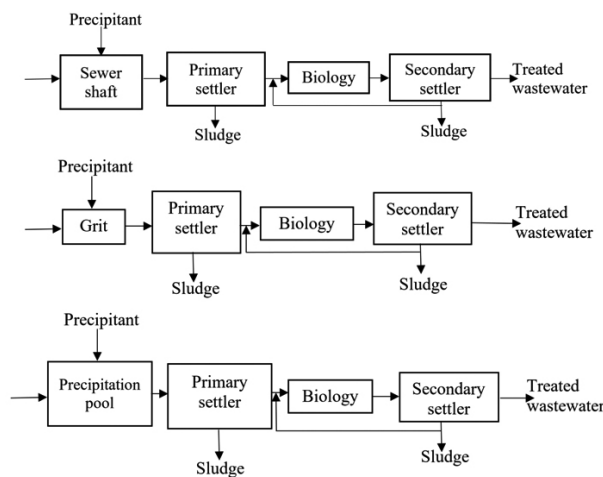 Precipitant
Sewer
shaft
Primary
settler
Biology
Secondary
settler
Treated
wastewater
Sludge
Sludge
Precipitant
Grit
Primary
settler
Biology
Secondary
settler
Treated
wastewater
Sludge
Sludge
Precipitant
Precipitation
pool
Primary
settler
Biology
Secondary
settler
Treated
wastewater
Sludge
Sludge